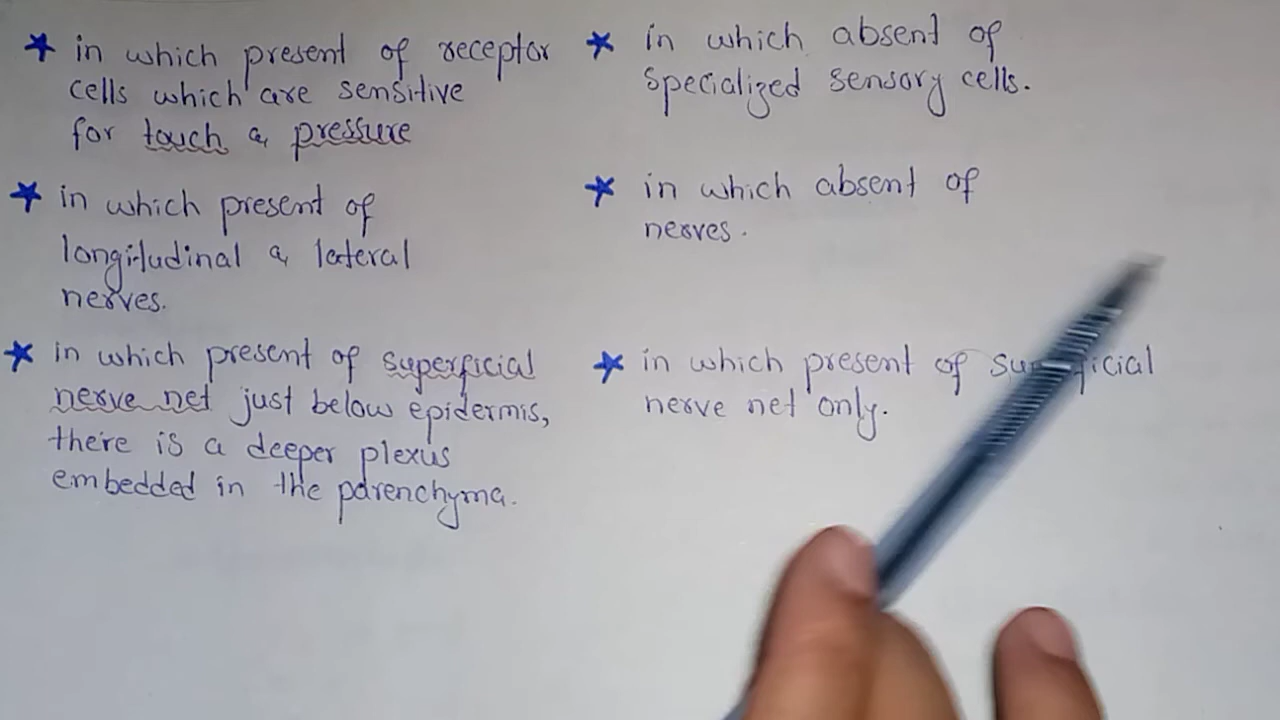 ★ in which present of receptor
cells which are sensitive
for touch & pressure
★ in which present of
longitudinal & lateral
nerves.
★ in which present of superficial
nerve net just below epidermis,
there is a deeper plexus
embedded in the parenchyma.
★ in which absent of
specialized sensory cells.
★ in which absent of
nerves.
★ in which present of
nerve net only.